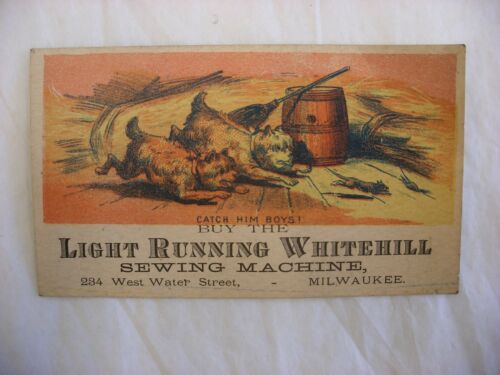 CATCH HIM BOYS!
BUY THE
LIGHT RUNNING WHITEHILL
SEWING MACHINE,
234 West Water Street, - MILWAUKEE.